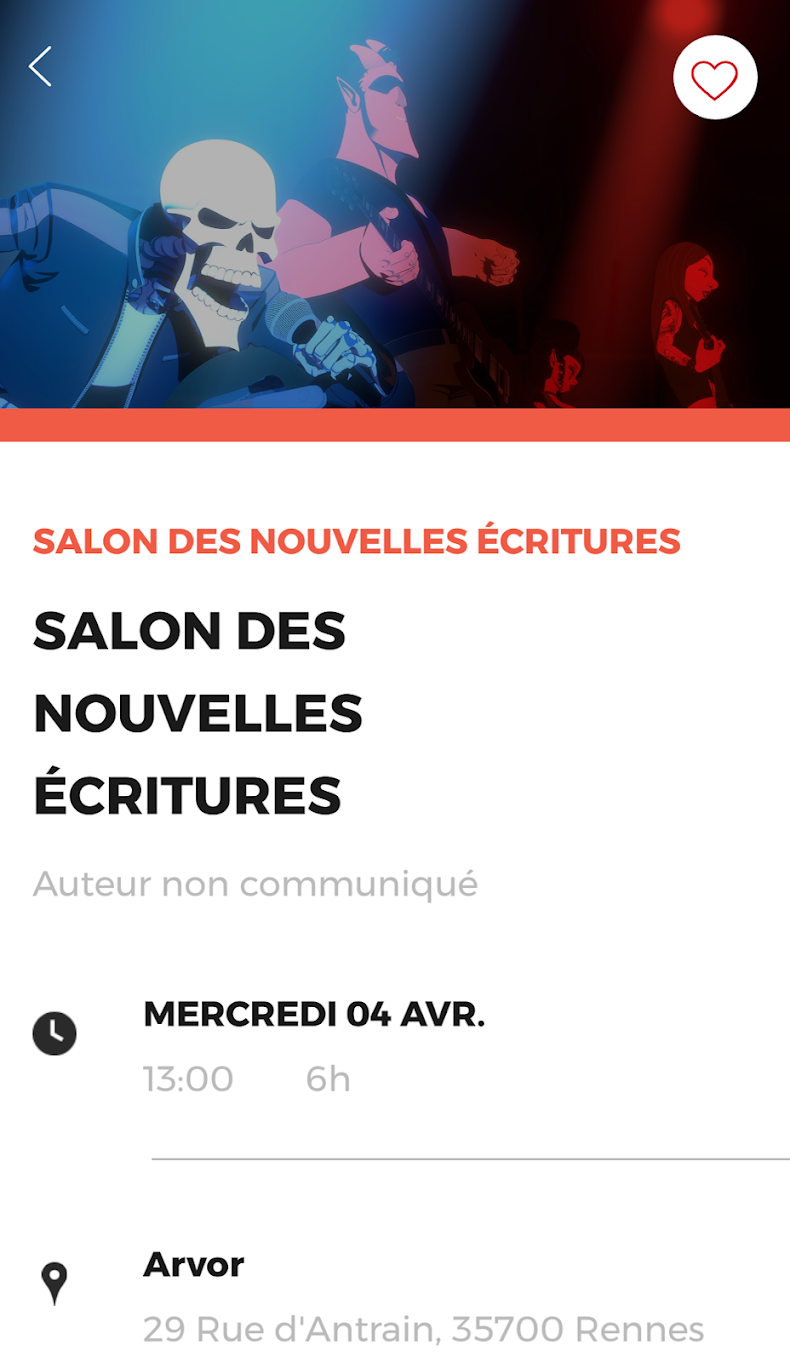 SALON DES NOUVELLES ÉCRITURES
SALON DES
NOUVELLES
ÉCRITURES
Auteur non communiqué
MERCREDI 04 AVR.
13:00 6h
Arvor
29 Rue d'Antrain, 35700 Rennes